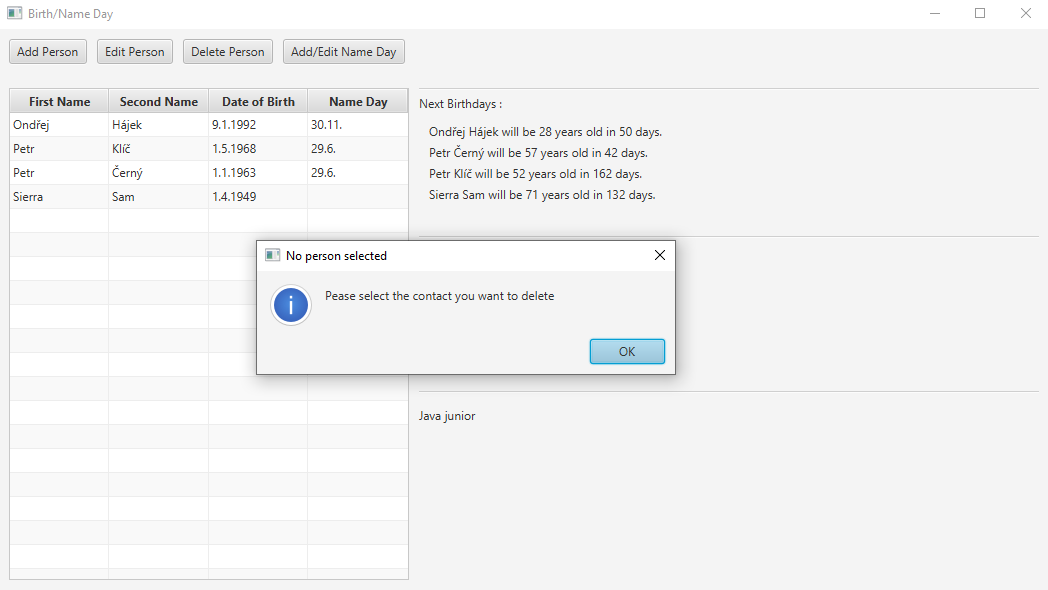 Birth/Name Day
Add Person Edit Person Delete Person Add/Edit Name Day
First Name Second Name Date of Birth Name Day
Ondřej Hájek 9.1.1992 30.11.
Petr Klíč 1.5.1968 29.6.
Petr Černý 1.1.1963 29.6.
Sierra Sam 1.4.1949
Next Birthdays :
Ondřej Hájek will be 28 years old in 50 days.
Petr Černý will be 57 years old in 42 days.
Petr Klíč will be 52 years old in 162 days.
Sierra Sam will be 71 years old in 132 days.
No person selected
Pease select the contact you want to delete
OK
Java junior